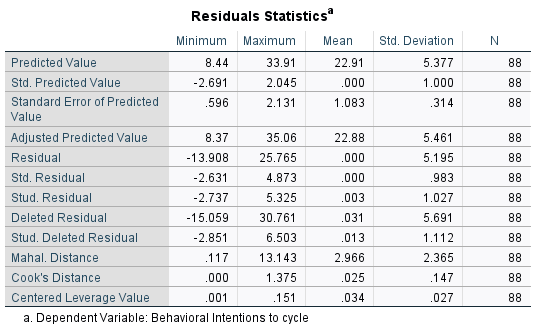 Residuals Statisticsa
Minimum Maximum Mean Std. Deviation N
Predicted Value 8.44 33.91 22.91 5.377 88
Std. Predicted Value -2.691 2.045 .000 1.000 88
Standard Error of Predicted Value .596 2.131 1.083 .314 88
Adjusted Predicted Value 8.37 35.06 22.88 5.461 88
Residual -13.908 25.765 .000 5.195 88
Std. Residual -2.631 4.873 .000 .983 88
Stud. Residual -2.737 5.325 .003 1.027 88
Deleted Residual -15.059 30.761 .031 5.691 88
Stud. Deleted Residual -2.851 6.503 .013 1.112 88
Mahal. Distance .117 13.143 2.966 2.365 88
Cook's Distance .000 1.375 .025 .147 88
Centered Leverage Value .001 .151 .034 .027 88
a. Dependent Variable: Behavioral Intentions to cycle